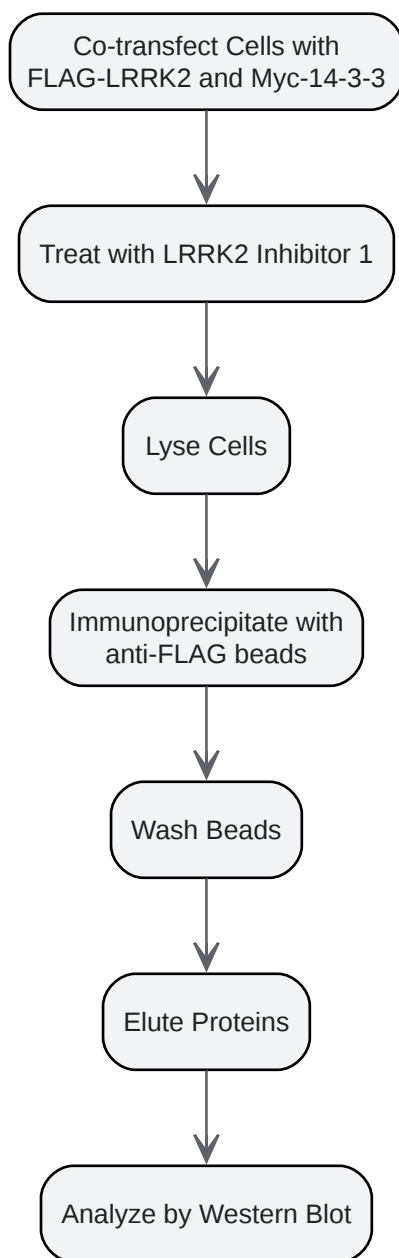 Co-transfect Cells with
FLAG-LRRK2 and Myc-14-3-3
Treat with LRRK2 Inhibitor 1
Lyse Cells
Immunoprecipitate with
anti-FLAG beads
Wash Beads
Elute Proteins
Analyze by Western Blot